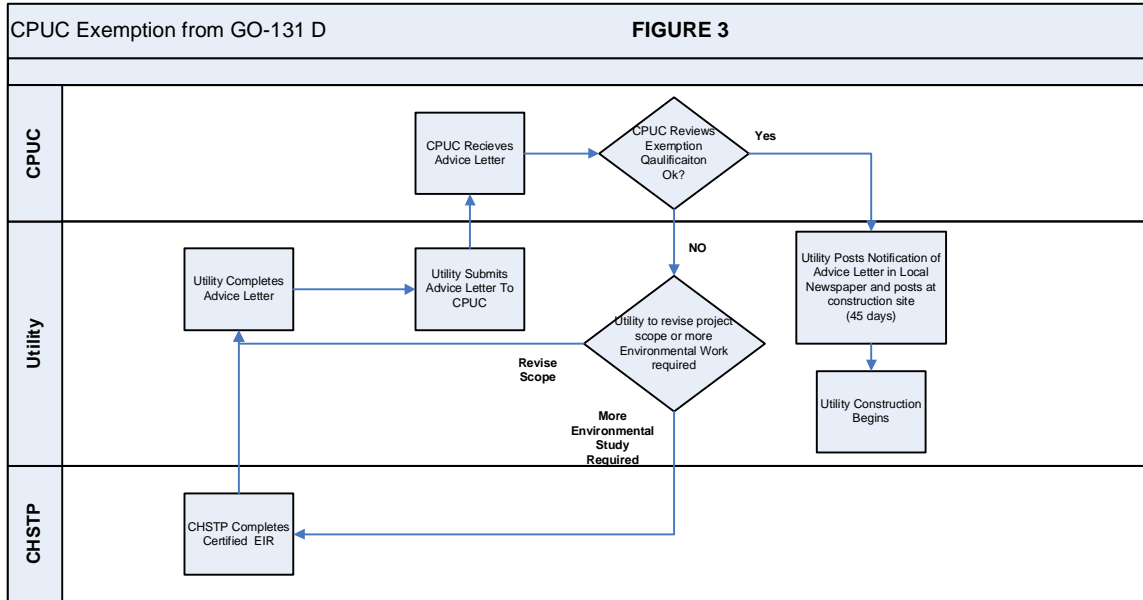 CPUC Exemption from GO-131 D
FIGURE 3
CPUC
CPUC Recieves
Advice Letter
CPUC Reviews
Exemption
Qaulificaiton
Ok?
Yes
NO
Utility
Utility Completes
Advice Letter
Utility Submits
Advice Letter To
CPUC
Utility to revise project
scope or more
Environmental Work
required
Revise
Scope
More
Environmental
Study
Required
Utility Posts Notification of
Advice Letter in Local
Newspaper and posts at
construction site
(45 days)
Utility Construction
Begins
CHSTP
CHSTP Completes
Certified EIR